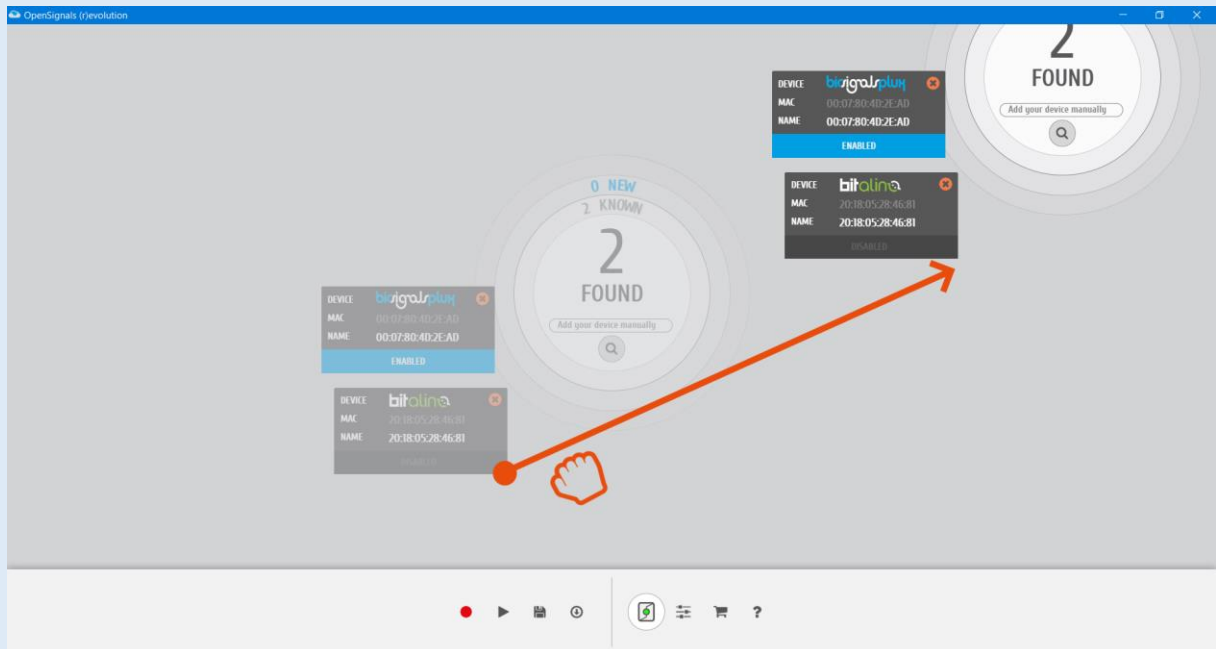 OpenSignals (r)evolution
2
FOUND
Add your device manually
DEVICE biosignalsplux
MAC 00:07:80:4D:2E:AD
NAME 00:07:80:4D:2E:AD
ENABLED
DEVICE bitalino
MAC 20:18:05:28:46:81
NAME 20:18:05:28:46:81
DISABLED
0 NEW
2 KNOWN
2
FOUND
Add your device manually
DEVICE biosignalsplux
MAC 00:07:80:4D:2E:AD
NAME 00:07:80:4D:2E:AD
ENABLED
DEVICE bitalino
MAC 20:18:05:28:46:81
NAME 20:18:05:28:46:81
DISABLED
?